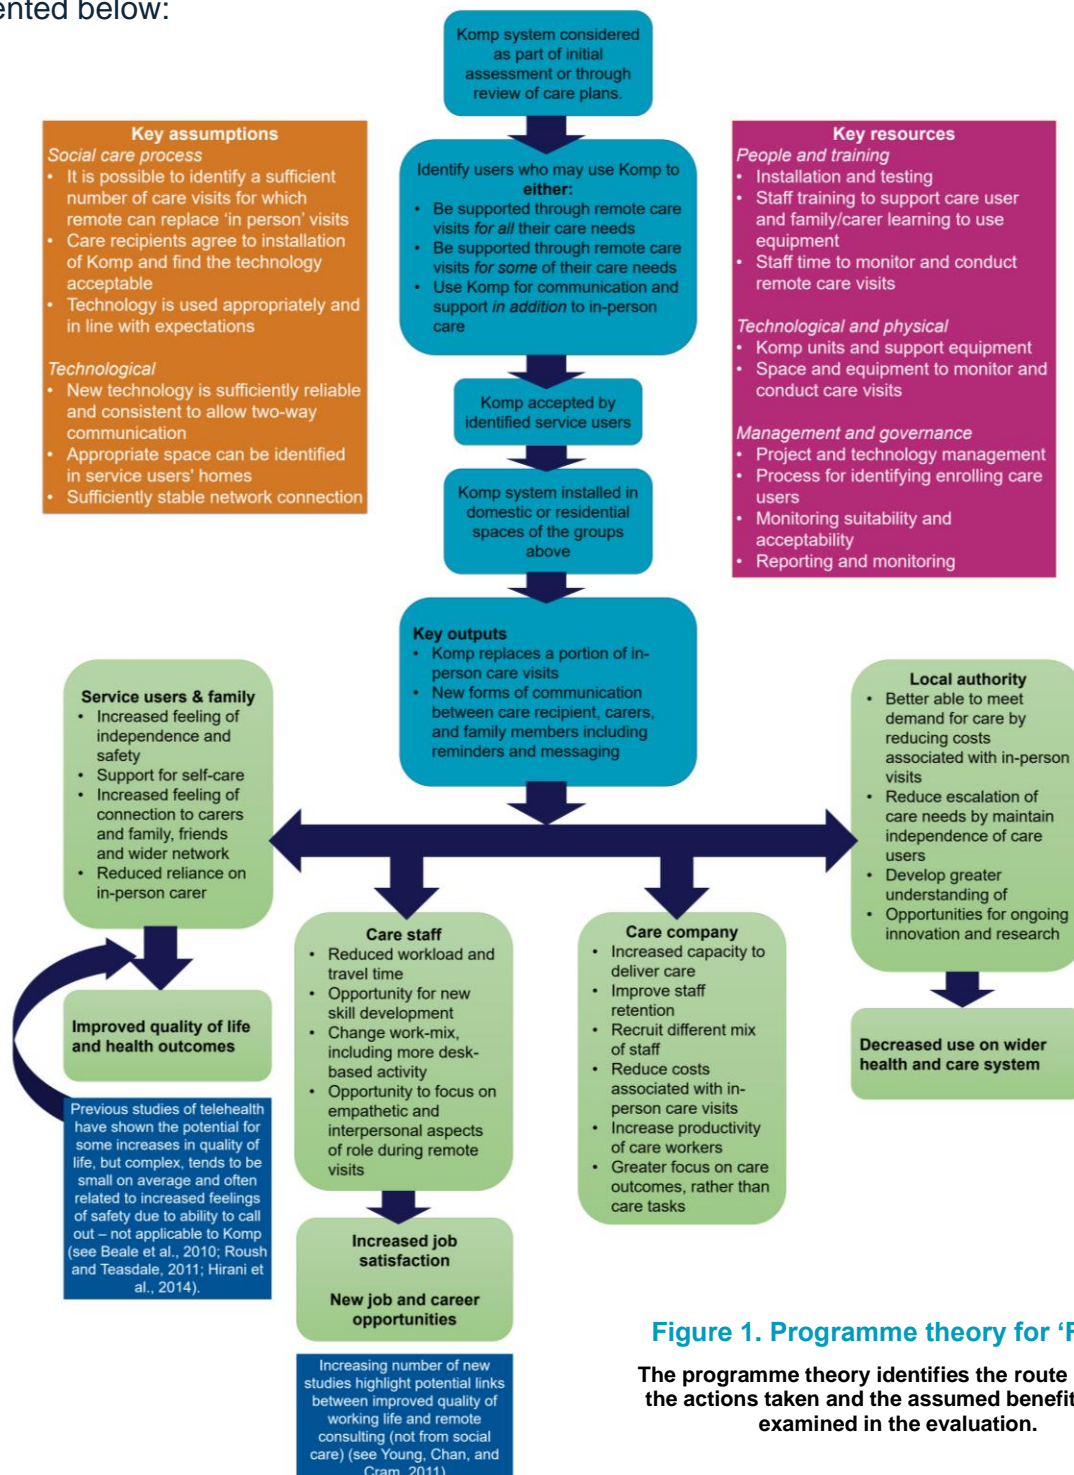 ented below:
Komp system considered
as part of initial
assessment or through
review of care plans.
Key assumptions
Social care process
• It is possible to identify a sufficient
number of care visits for which
remote can replace ‘in person’ visits
• Care recipients agree to installation
of Komp and find the technology
acceptable
• Technology is used appropriately and
in line with expectations
Technological
• New technology is sufficiently reliable
and consistent to allow two-way
communication
• Appropriate space can be identified
in service users' homes
• Sufficiently stable network connection
Identify users who may use Komp to
either:
• Be supported through remote care
visits for all their care needs
• Be supported through remote care
visits for some of their care needs
• Use Komp for communication and
support in addition to in-person
care
Key resources
People and training
• Installation and testing
• Staff training to support care user
and family/carer learning to use
equipment
• Staff time to monitor and conduct
remote care visits
Technological and physical
• Komp units and support equipment
• Space and equipment to monitor and
conduct care visits
Management and governance
• Project and technology management
• Process for identifying enrolling care
users
• Monitoring suitability and
acceptability
• Reporting and monitoring
Komp accepted by
identified service users
Komp system installed in
domestic or residential
spaces of the groups
above
Key outputs
• Komp replaces a portion of in-
person care visits
• New forms of communication
between care recipient, carers,
and family members including
reminders and messaging
Service users & family
• Increased feeling of
independence and
safety
• Support for self-care
• Increased feeling of
connection to carers
and family, friends
and wider network
• Reduced reliance on
in-person carer
Local authority
• Better able to meet
demand for care by
reducing costs
associated with in-person
visits
• Reduce escalation of
care needs by maintain
independence of care
users
• Develop greater
understanding of
• Opportunities for ongoing
innovation and research
Care staff
• Reduced workload and
travel time
• Opportunity for new
skill development
• Change work-mix,
including more desk-
based activity
• Opportunity to focus on
empathetic and
interpersonal aspects
of role during remote
visits
Care company
• Increased capacity to
deliver care
• Improve staff
retention
• Recruit different mix
of staff
• Reduce costs
associated with in-
person care visits
• Increase productivity
of care workers
• Greater focus on care
outcomes, rather than
care tasks
Improved quality of life
and health outcomes
Decreased use on wider
health and care system
Previous studies of telehealth
have shown the potential for
some increases in quality of
life, but complex, tends to be
small on average and often
related to increased feelings
of safety due to ability to call
out – not applicable to Komp
(see Beale et al., 2010; Roush
and Teasdale, 2011; Hirani et
al., 2014).
Increased job
satisfaction
New job and career
opportunities
Increasing number of new
studies highlight potential links
between improved quality of
working life and remote
consulting (not from social
care) (see Young, Chan, and
Cram, 2011)
Figure 1. Programme theory for ‘
The programme theory identifies the route
the actions taken and the assumed benefit
examined in the evaluation.